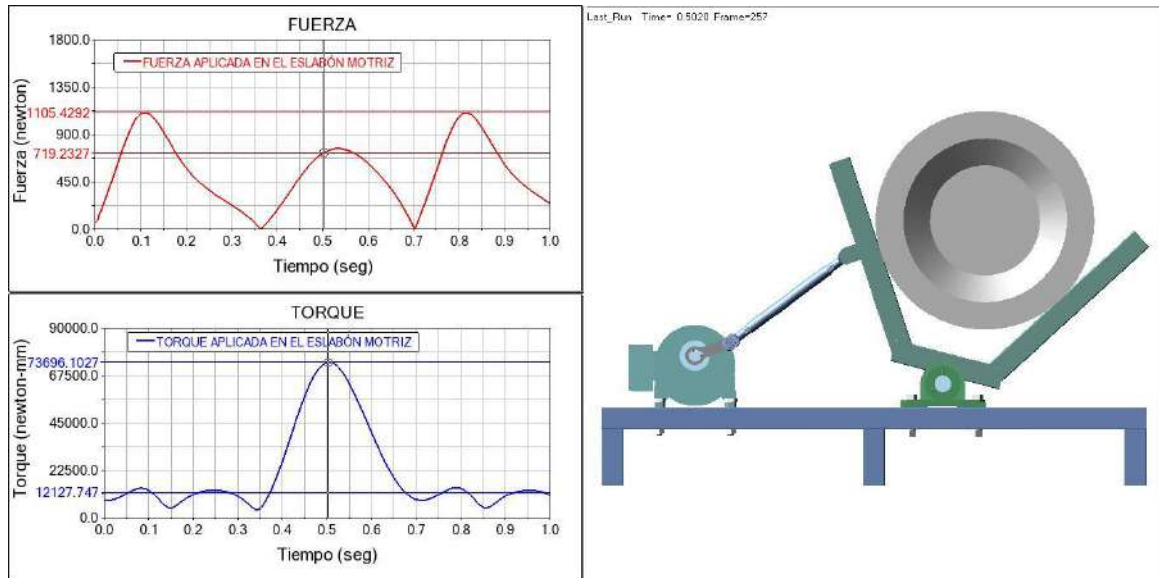 FUERZA
1800.0
1350.0
1105.4292
900.0
719.2327
450.0
0.0
Fuerza (newton)
FUERZA APLICADA EN EL ESLABÓN MOTRIZ
0.0 0.1 0.2 0.3 0.4 0.5 0.6 0.7 0.8 0.9 1.0
Tiempo (seg)
TORQUE
90000.0
73696.1027
67500.0
45000.0
22500.0
12127.747
0.0
Torque (newton-mm)
TORQUE APLICADA EN EL ESLABÓN MOTRIZ
0.0 0.1 0.2 0.3 0.4 0.5 0.6 0.7 0.8 0.9 1.0
Tiempo (seg)
Last_Run Time= 0.5020 Frame=257